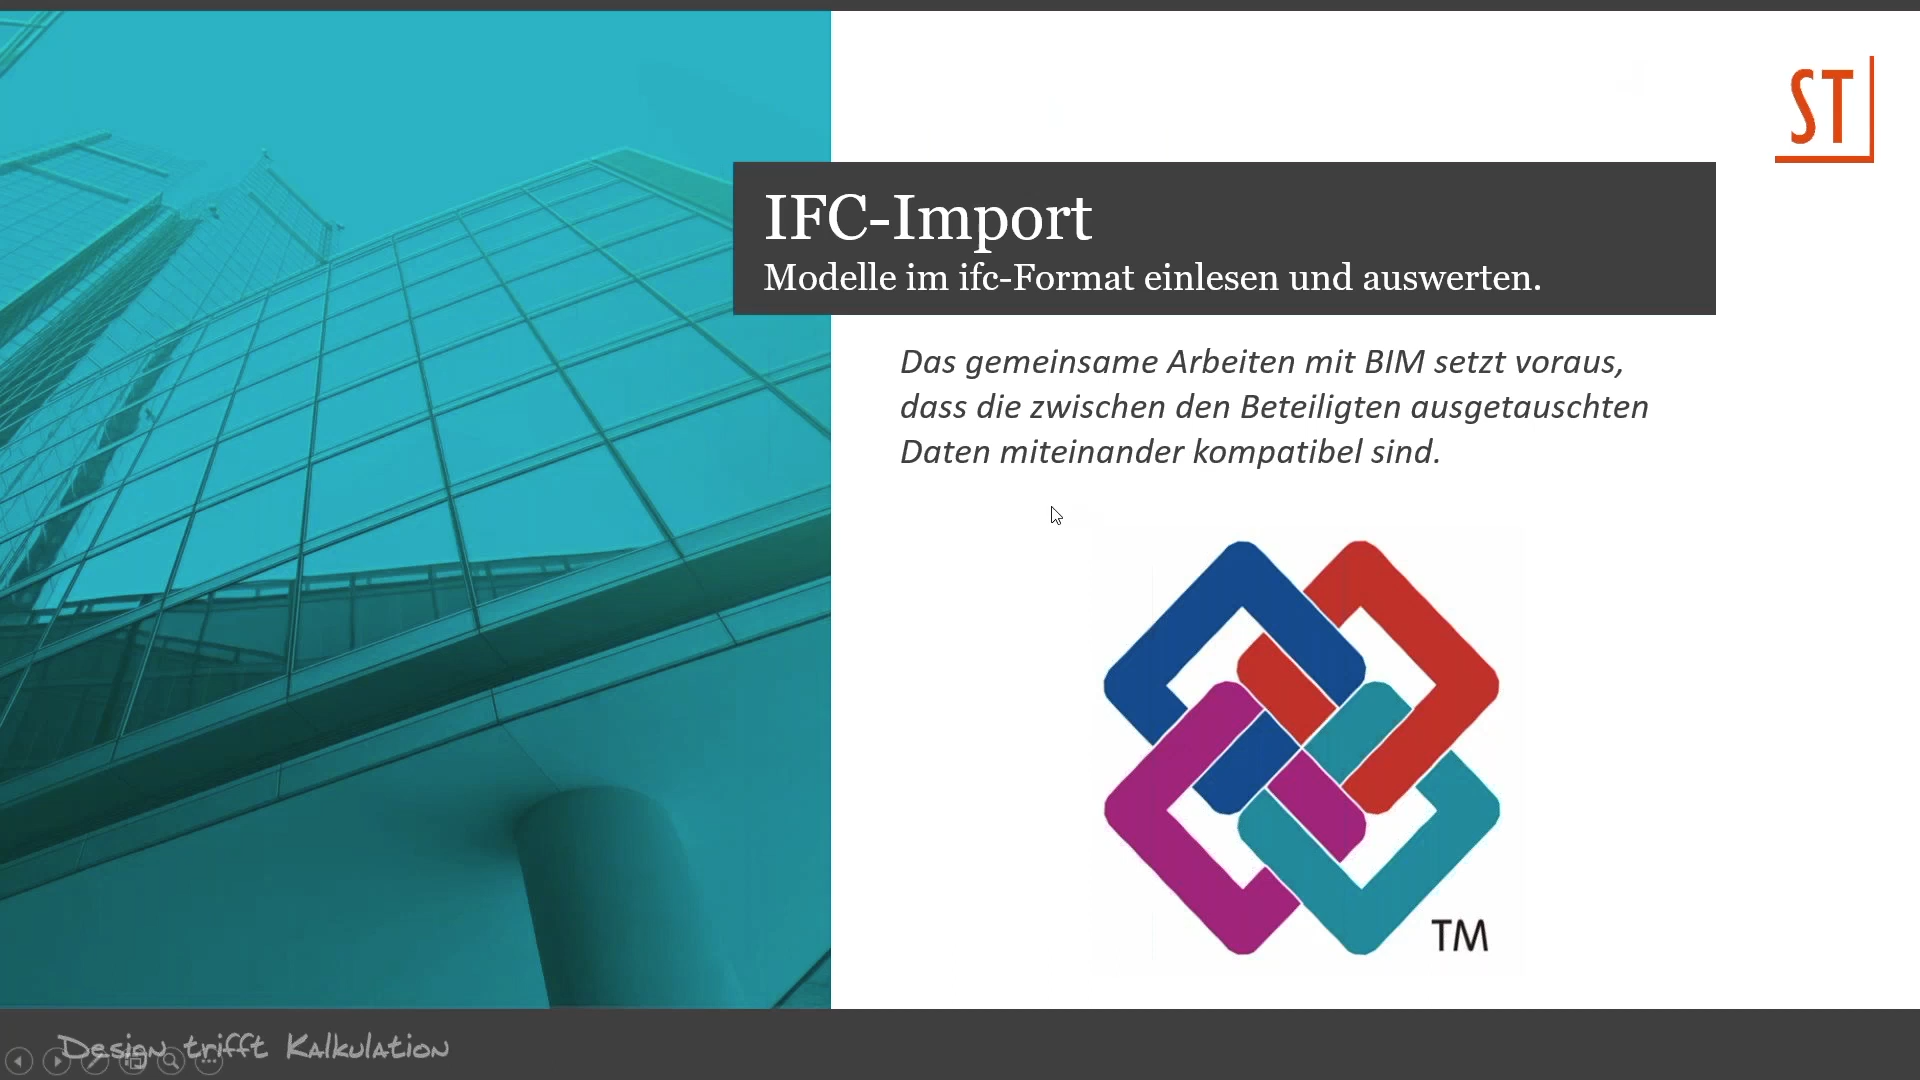 ST
IFC-Import
Modelle im ifc-Format einlesen und auswerten.
Das gemeinsame Arbeiten mit BIM setzt voraus,
dass die zwischen den Beteiligten ausgetauschten
Daten miteinander kompatibel sind.
TM
Design trifft Kalkulation